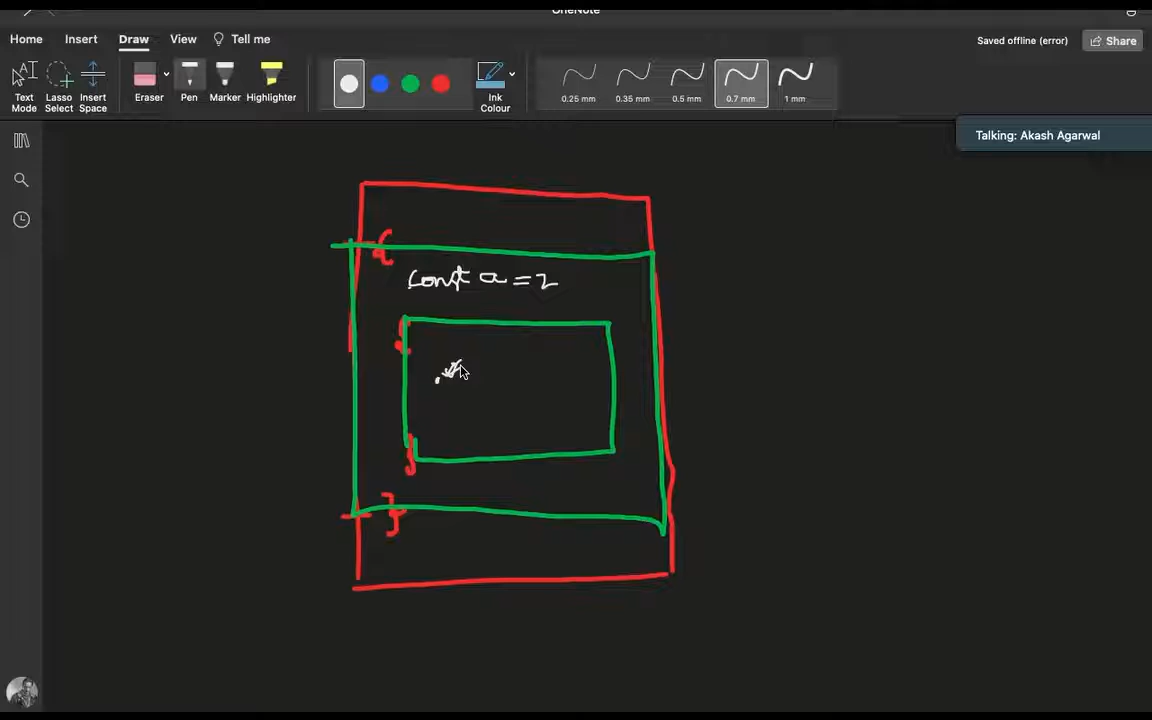 OneNote
Home Insert Draw View Tell me
Saved offline (error) Share
Text Mode
Lasso Select
Insert Space
Eraser
Pen
Marker
Highlighter
Ink Colour
0.25 mm
0.35 mm
0.5 mm
0.7 mm
1 mm
Talking: Akash Agarwal
{
const a = 2
{
}
}